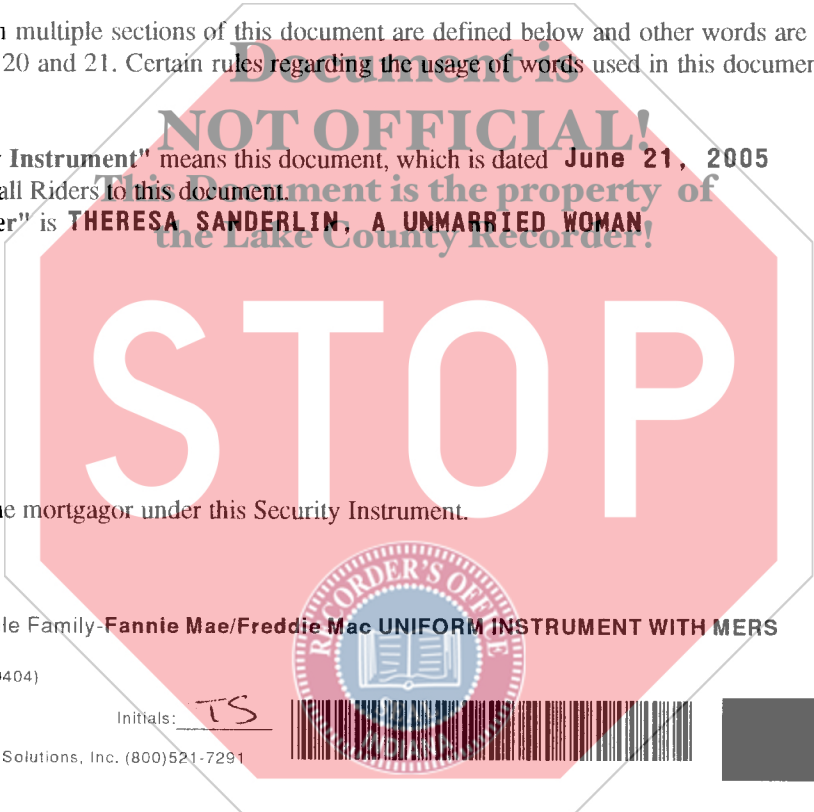 multiple sections of this document are defined below and other words are
20 and 21. Certain rules regarding the usage of words used in this documen
Document is
NOT OFFICIAL!
Instrument" means this document, which is dated June 21, 2005
all Riders to this document.
This Document is the property of
er" is THERESA SANDERLIN, A UNMARRIED WOMAN
the Lake County Recorder!
STOP
e mortgagor under this Security Instrument.
RECORDER'S OFFICE
le Family-Fannie Mae/Freddie Mac UNIFORM INSTRUMENT WITH MERS
0404)
Initials: TS
INDIANA
Solutions, Inc. (800)521-7291